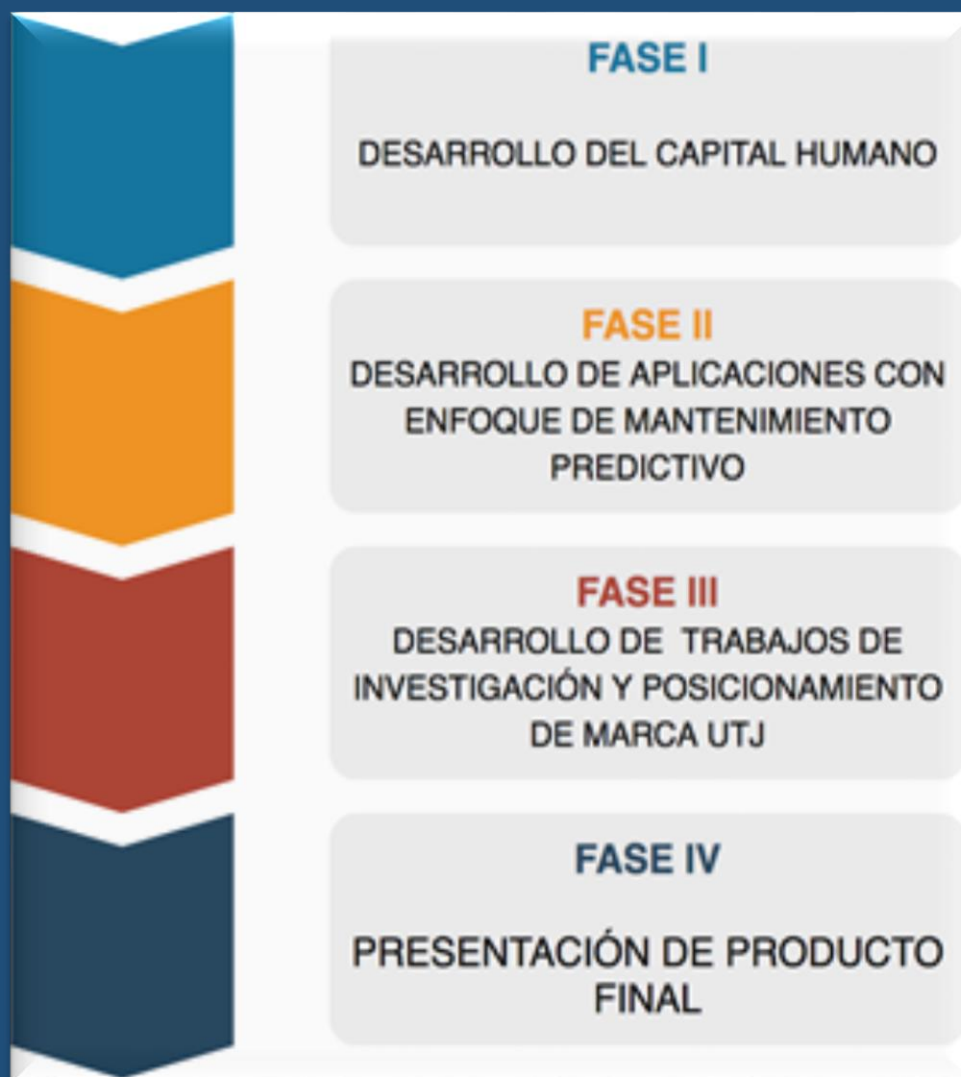 FASE I
DESARROLLO DEL CAPITAL HUMANO
FASE II
DESARROLLO DE APLICACIONES CON
ENFOQUE DE MANTENIMIENTO
PREDICTIVO
FASE III
DESARROLLO DE TRABAJOS DE
INVESTIGACIÓN Y POSICIONAMIENTO
DE MARCA UTJ
FASE IV
PRESENTACIÓN DE PRODUCTO
FINAL